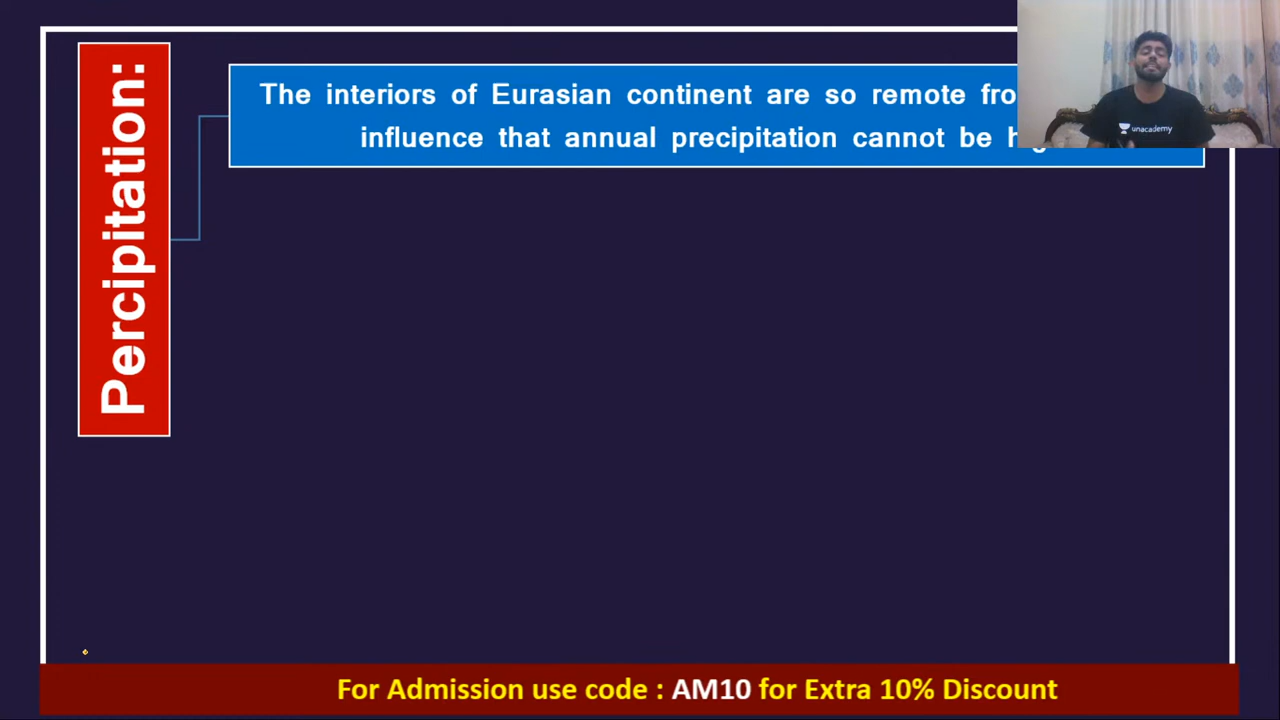 Percipitation:
The interiors of Eurasian continent are so remote
influence that annual precipitation cannot be
unacademy
For Admission use code : AM10 for Extra 10% Discount